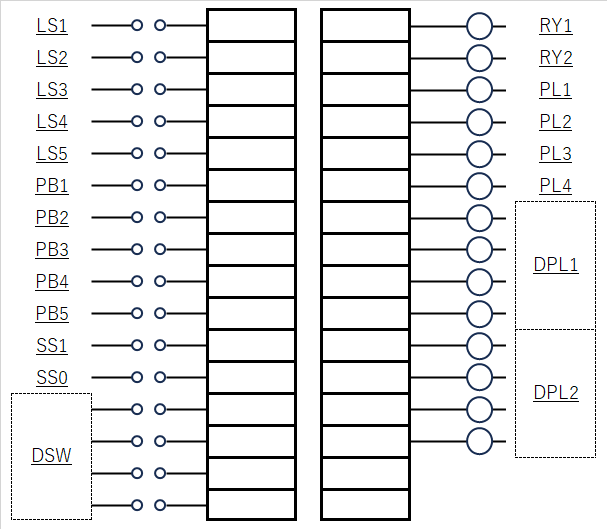 LS1
LS2
LS3
LS4
LS5
PB1
PB2
PB3
PB4
PB5
SS1
SS0
DSW
RY1
RY2
PL1
PL2
PL3
PL4
DPL1
DPL2